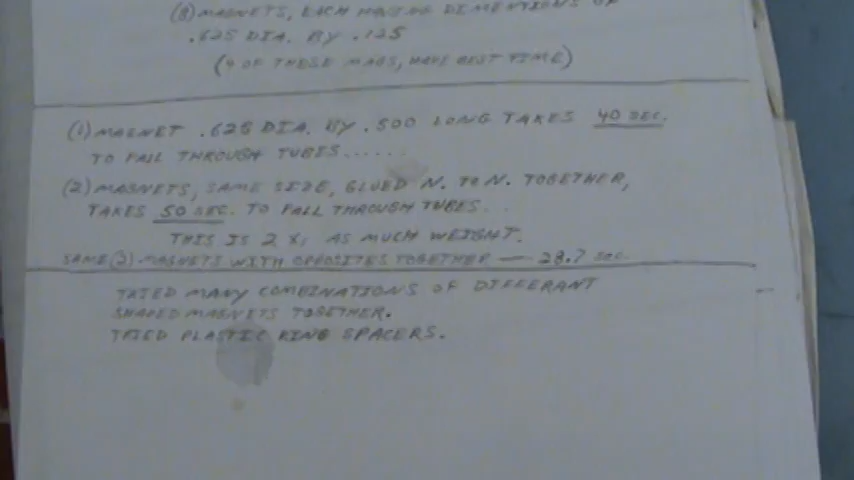 (8) MAGNETS, EACH HAVING DIMENTIONS OF
.625 DIA. BY .125
(4 OF THESE MAGS, HAVE BEST TIME)
(1) MAGNET .625 DIA. BY .500 LONG TAKES 40 SEC.
TO FALL THROUGH TUBES......
(2) MAGNETS, SAME SIZE, GLUED N. TO N. TOGETHER,
TAKES 50 SEC. TO FALL THROUGH TUBES...
THIS IS 2 X, AS MUCH WEIGHT.
SAME (2) MAGNETS WITH OPPOSITES TOGETHER — 28.7 SEC.
TRIED MANY COMBINATIONS OF DIFFERANT
SHAPED MAGNETS TOGETHER.
TRIED PLASTIC RING SPACERS.